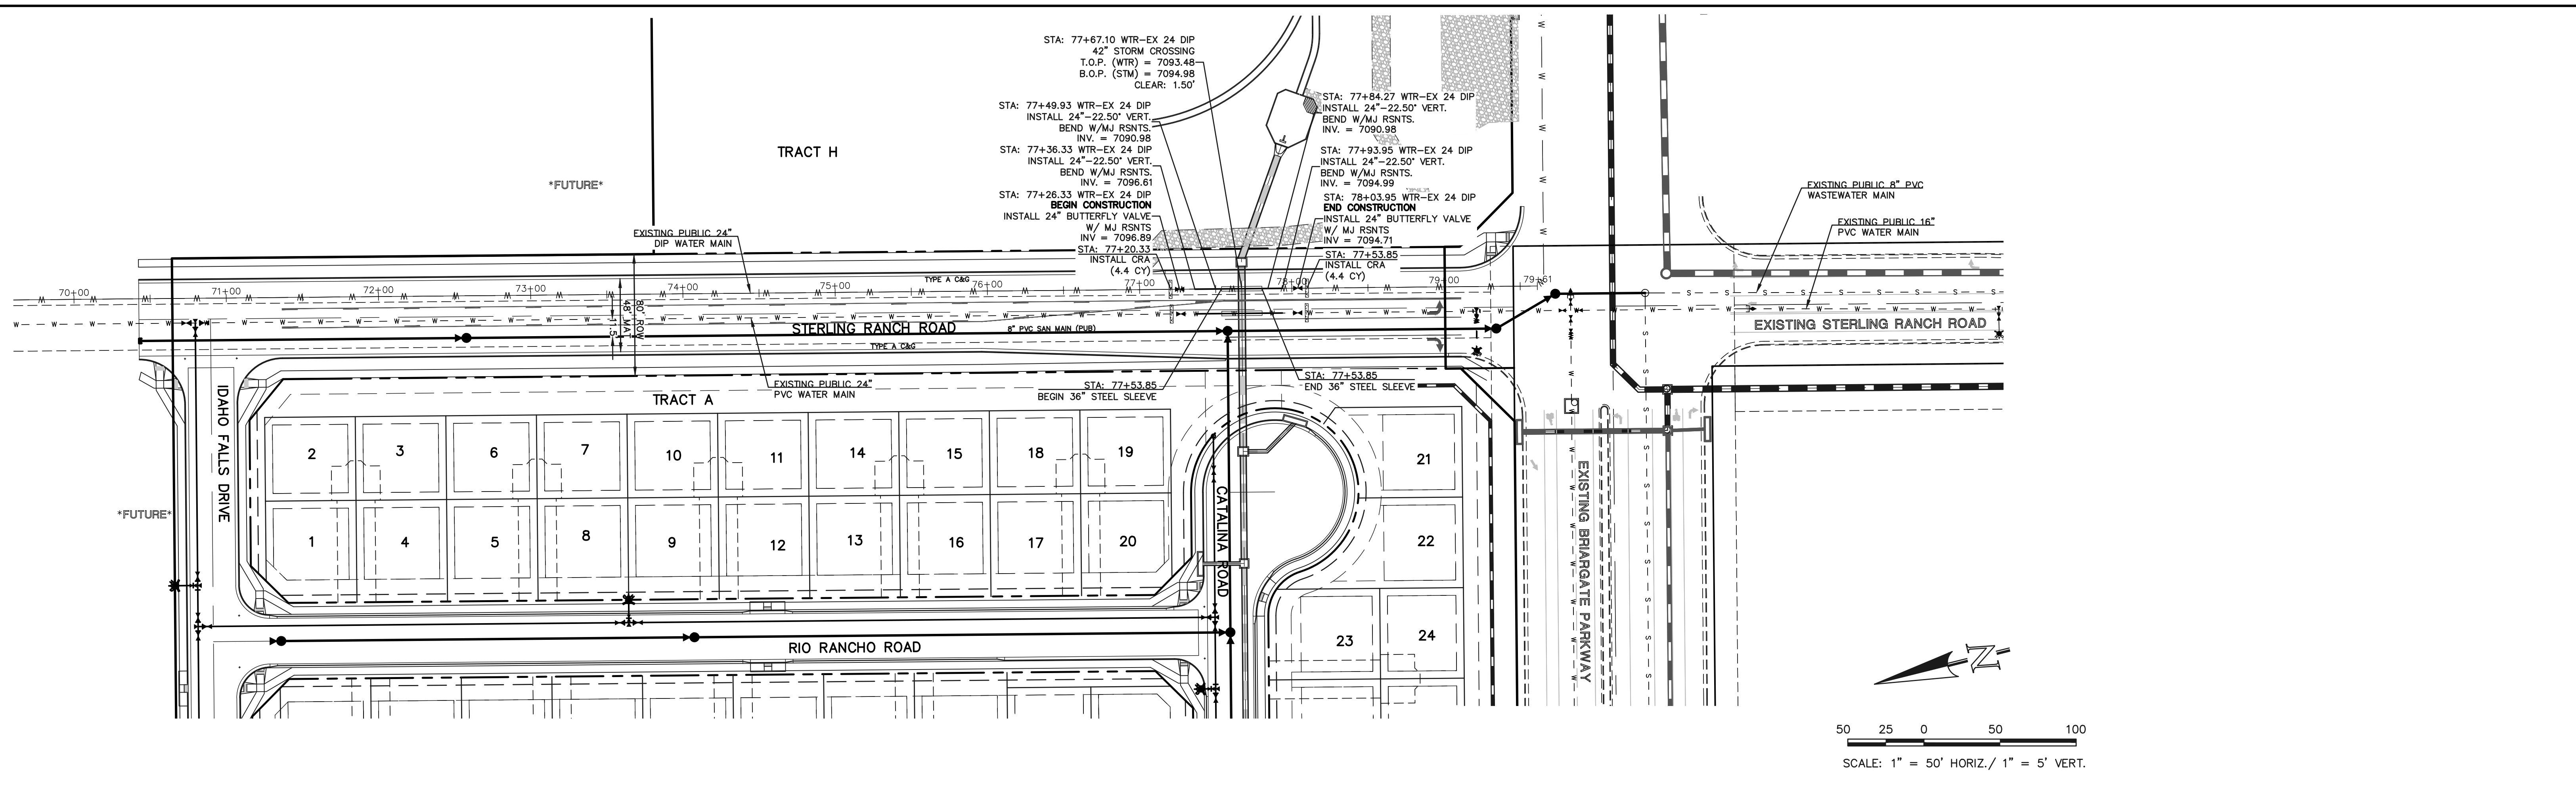 STA: 77+67.10 WTR-EX 24 DIP
42" STORM CROSSING
T.O.P. (WTR) = 7093.48
B.O.P. (STM) = 7094.98
CLEAR: 1.50'
STA: 77+49.93 WTR-EX 24 DIP
INSTALL 24"-22.50° VERT.
BEND W/MJ RSNTS.
INV. = 7090.98
STA: 77+36.33 WTR-EX 24 DIP
INSTALL 24"-22.50° VERT.
BEND W/MJ RSNTS.
INV. = 7096.61
STA: 77+26.33 WTR-EX 24 DIP
BEGIN CONSTRUCTION
INSTALL 24" BUTTERFLY VALVE
W/ MJ RSNTS
INV = 7096.89
STA: 77+20.33
INSTALL CRA
(4.4 CY)
STA: 77+84.27 WTR-EX 24 DIP
INSTALL 24"-22.50° VERT.
BEND W/MJ RSNTS.
INV. = 7090.98
STA: 77+93.95 WTR-EX 24 DIP
INSTALL 24"-22.50° VERT.
BEND W/MJ RSNTS.
INV. = 7094.99
STA: 78+03.95 WTR-EX 24 DIP
END CONSTRUCTION
INSTALL 24" BUTTERFLY VALVE
W/ MJ RSNTS
INV = 7094.71
STA: 77+53.85
INSTALL CRA
(4.4 CY)
TRACT H
*FUTURE*
EXISTING PUBLIC 24"
DIP WATER MAIN
EXISTING PUBLIC 8" PVC
WASTEWATER MAIN
EXISTING PUBLIC 16"
PVC WATER MAIN
70+00
71+00
72+00
73+00
74+00
75+00
76+00
77+00
78+00
79+00
79+61
TYPE A C&G
80' ROW
48' MAT
11.5'
STERLING RANCH ROAD
8" PVC SAN MAIN (PUB)
TYPE A C&G
EXISTING STERLING RANCH ROAD
EXISTING PUBLIC 24"
PVC WATER MAIN
STA: 77+53.85
BEGIN 36" STEEL SLEEVE
STA: 77+53.85
END 36" STEEL SLEEVE
TRACT A
IDAHO FALLS DRIVE
*FUTURE*
2
3
6
7
10
11
14
15
18
19
21
1
4
5
8
9
12
13
16
17
20
22
23
24
CATALINA ROAD
EXISTING BRIARGATE PARKWAY
RIO RANCHO ROAD
N
50 25 0 50 100
SCALE: 1" = 50' HORIZ./ 1" = 5' VERT.